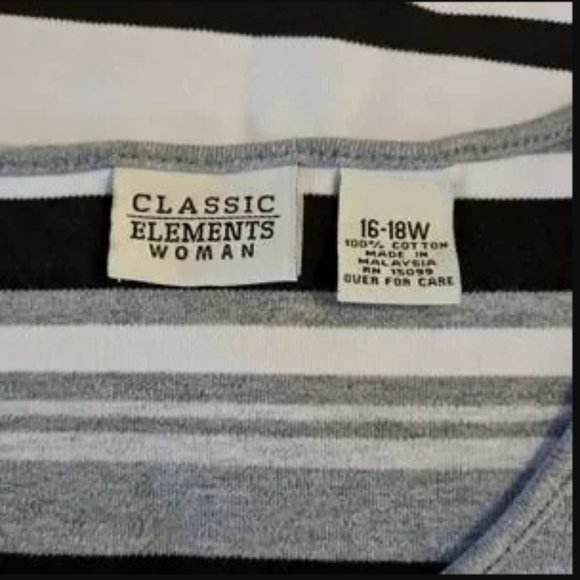 CLASSIC
ELEMENTS
WOMAN
16-18W
100% COTTON
MADE IN
MALAYSIA
RN 15099
OVER FOR CARE